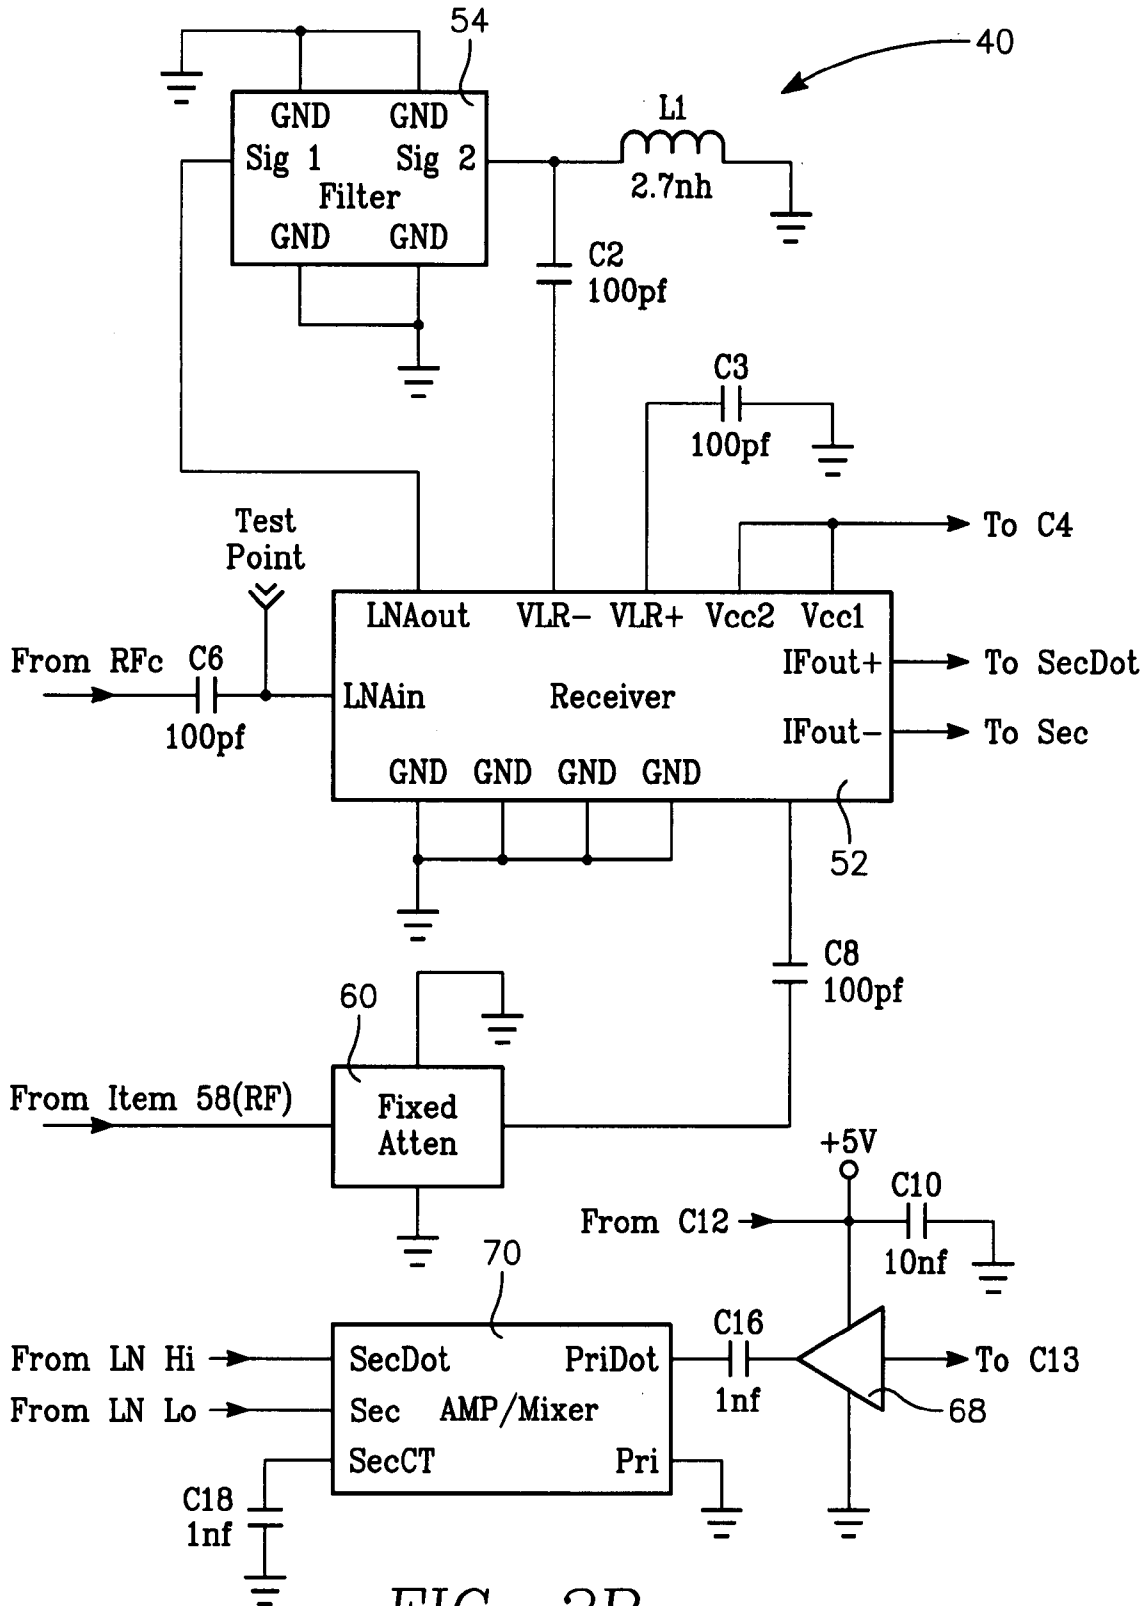 54
40
GND GND
Sig 1 Sig 2
Filter
GND GND
L1
2.7nh
C2
100pf
C3
100pf
Test
Point
To C4
LNAout VLR- VLR+ Vcc2 Vcc1
From RFc C6
100pf
LNAin Receiver
IFout+ To SecDot
IFout- To Sec
GND GND GND GND
52
C8
100pf
60
From Item 58(RF)
Fixed
Atten
+5V
From C12
C10
10nf
70
From LN Hi
SecDot PriDot
C16
1nf
To C13
From LN Lo
Sec AMP/Mixer
68
SecCT Pri
C18
1nf